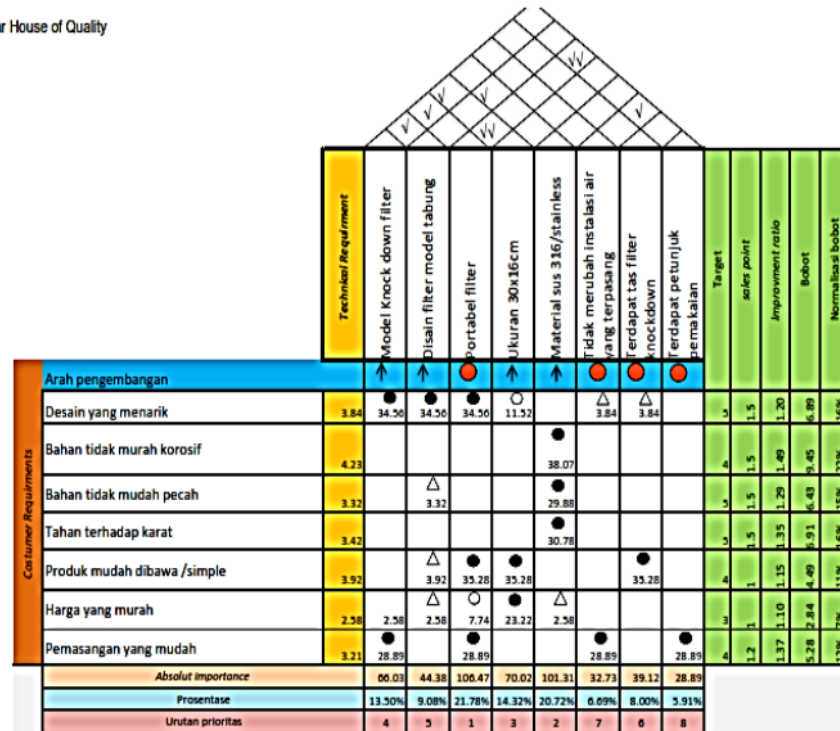 r House of Quality
√√
√ √
√ √
√ √√
Technical Requirment
Model Knock down filter
Disain filter model tabung
Portabel filter
Ukuran 30x16cm
Material sus 316/stainless
Tidak merubah instalasi air yang terpasang
Terdapat tas filter knockdown
Terdapat petunjuk pemakaian
Target
sales point
Improvment ratio
Bobot
Normalisasi bobot
Costumer Requirments
Arah pengembangan
Desain yang menarik 3.84 34.56 34.56 34.56 11.52 3.84 3.84 5 1.5 1.20 6.89
Bahan tidak murah korosif 4.23 38.07 4 1.5 1.49 9.45
Bahan tidak mudah pecah 3.32 3.32 29.88 5 1.5 1.29 6.43
Tahan terhadap karat 3.42 30.78 5 1.5 1.35 6.91
Produk mudah dibawa /simple 3.92 3.92 35.28 35.28 35.28 4 1 1.15 4.49
Harga yang murah 2.58 2.58 2.58 7.74 23.22 2.58 3 1 1.10 2.84
Pemasangan yang mudah 3.21 28.89 28.89 28.89 28.89 4 1.2 1.37 5.28
Absolut Importance 66.03 44.38 106.47 70.02 101.31 32.73 39.12 28.89
Prosentase 13.50% 9.08% 21.78% 14.32% 20.72% 6.69% 8.00% 5.91%
Urutan prioritas 4 5 1 3 2 7 6 8